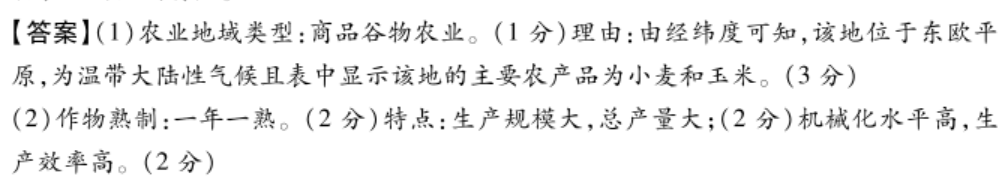 【答案】(1)农业地域类型:商品谷物农业。(1 分)理由:由经纬度可知,该地位于东欧平
原,为温带大陆性气候且表中显示该地的主要农产品为小麦和玉米。(3 分)
(2)作物熟制:一年一熟。(2 分)特点:生产规模大,总产量大;(2 分)机械化水平高,生
产效率高。(2 分)